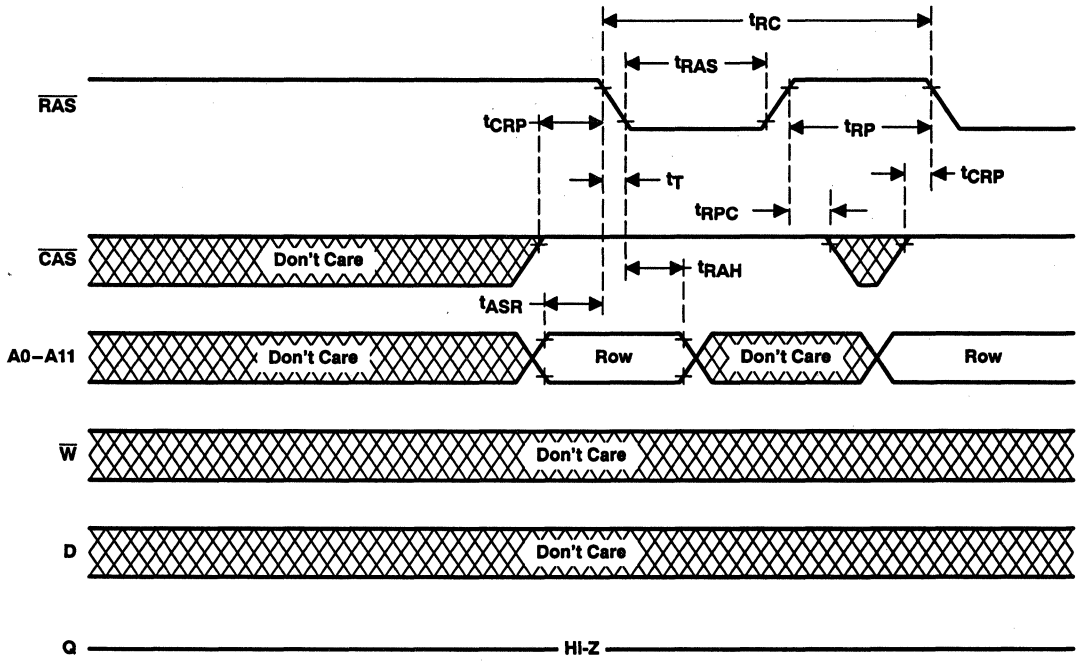 tRC
tRAS
RAS
tCRP
tRP
tT
tCRP
tRPC
CAS
Don't Care
tRAH
tASR
A0–A11
Don't Care
Row
Don't Care
Row
W
Don't Care
D
Don't Care
Q
HI-Z